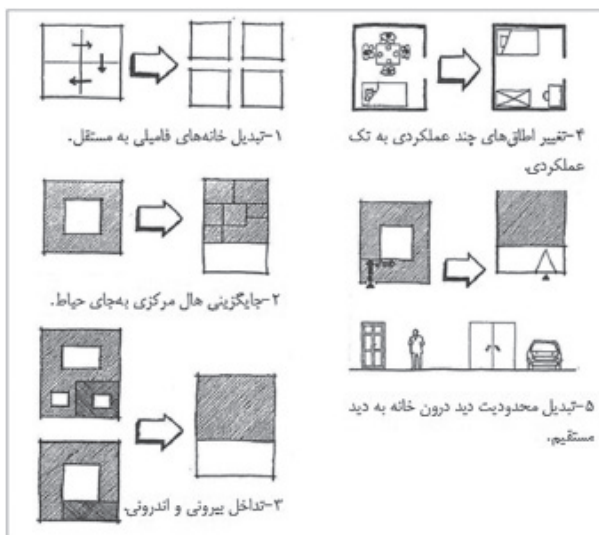 ۱-تبدیل خانه‌های فامیلی به مستقل.
۲-جایگزینی هال مرکزی به‌جای حیاط.
۳-تداخل بیرونی و اندرونی.
۴-تغییر اطاق‌های چند عملکردی به تک
عملکردی.
۵-تبدیل محدودیت دید درون خانه به دید
مستقیم.